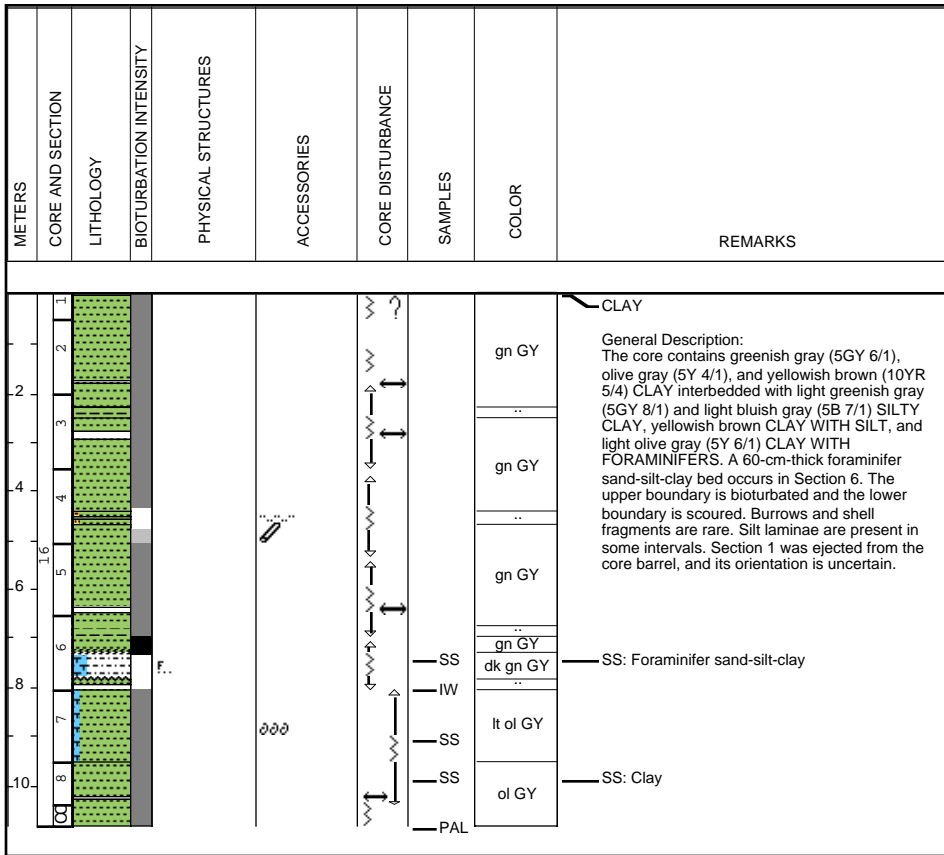 METERS
CORE AND SECTION
LITHOLOGY
BIOTURBATION INTENSITY
PHYSICAL STRUCTURES
ACCESSORIES
CORE DISTURBANCE
SAMPLES
COLOR
REMARKS
2
4
6
8
10
16
1
2
3
4
5
6
7
8
CC
F
?
SS
IW
SS
SS
PAL
gn GY
gn GY
gn GY
gn GY
dk gn GY
lt ol GY
ol GY
CLAY
General Description:
The core contains greenish gray (5GY 6/1),
olive gray (5Y 4/1), and yellowish brown (10YR
5/4) CLAY interbedded with light greenish gray
(5GY 8/1) and light bluish gray (5B 7/1) SILTY
CLAY, yellowish brown CLAY WITH SILT, and
light olive gray (5Y 6/1) CLAY WITH
FORAMINIFERS. A 60-cm-thick foraminifer
sand-silt-clay bed occurs in Section 6. The
upper boundary is bioturbated and the lower
boundary is scoured. Burrows and shell
fragments are rare. Silt laminae are present in
some intervals. Section 1 was ejected from the
core barrel, and its orientation is uncertain.
SS: Foraminifer sand-silt-clay
SS: Clay